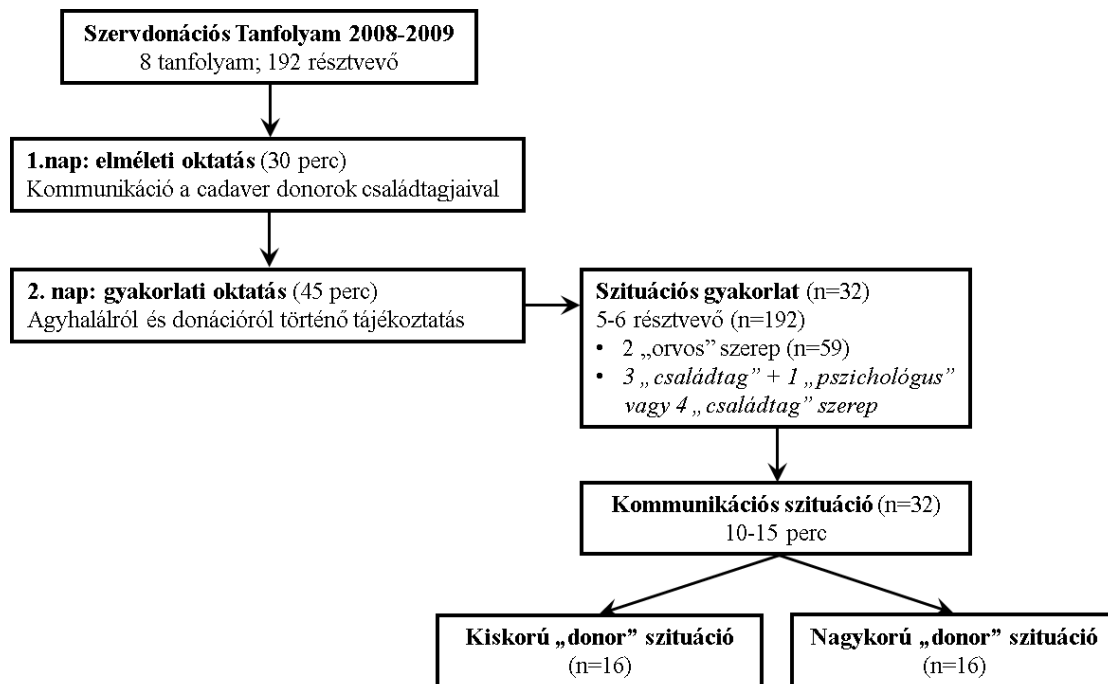 Szervdonációs Tanfolyam 2008-2009
8 tanfolyam; 192 résztvevő
1.nap: elméleti oktatás (30 perc)
Kommunikáció a cadaver donorok családtagjaival
2. nap: gyakorlati oktatás (45 perc)
Agyhalálról és donációról történő tájékoztatás
Szituációs gyakorlat (n=32)
5-6 résztvevő (n=192)
• 2 „orvos” szerep (n=59)
• 3 „családtag” + 1 „pszichológus”
vagy 4 „családtag” szerep
Kommunikációs szituáció (n=32)
10-15 perc
Kiskorú „donor” szituáció
(n=16)
Nagykorú „donor” szituáció
(n=16)